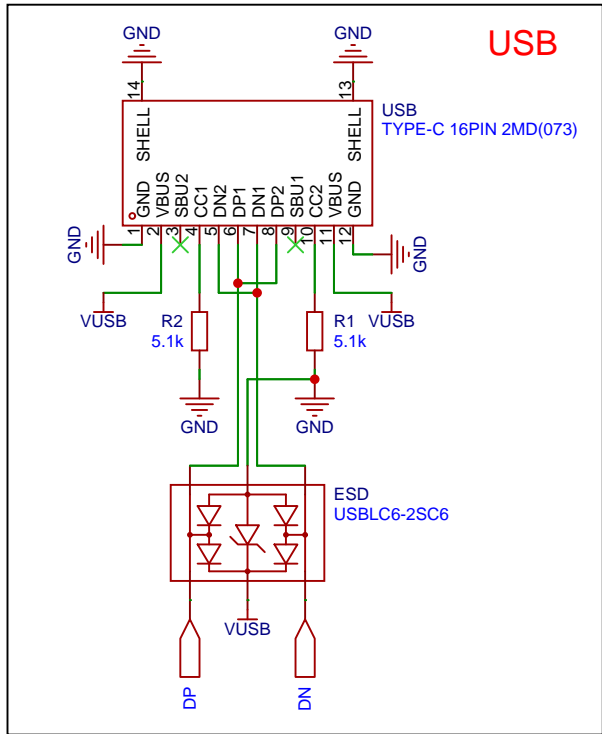 USB
GND
GND
14
13
USB
TYPE-C 16PIN 2MD(073)
SHELL
SHELL
GND
VBUS
SBU2
CC1
DN2
DP1
DN1
DP2
SBU1
CC2
VBUS
GND
1
2
3
4
5
6
7
8
9
10
11
12
GND
GND
VUSB
R2
5.1k
R1
5.1k
VUSB
GND
GND
ESD
USBLC6-2SC6
VUSB
DP
DN